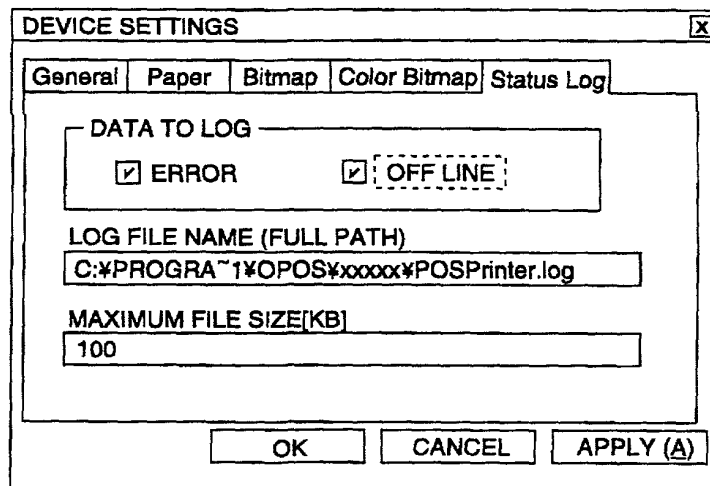 DEVICE SETTINGS x
General Paper Bitmap Color Bitmap Status Log
DATA TO LOG
ERROR OFF LINE
LOG FILE NAME (FULL PATH)
C:¥PROGRA~1¥OPOS¥xxxxx¥POSPrinter.log
MAXIMUM FILE SIZE[KB]
100
OK CANCEL APPLY (A)